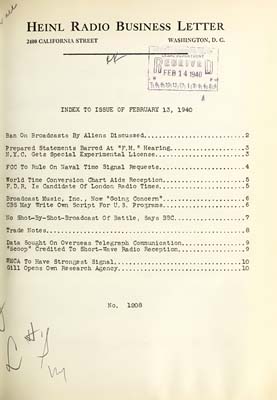 HEINL RADIO BUSINESS LETTER
2400 CALIFORNIA STREET WASHINGTON, D. C.
RECEIVED
FEB 14 1940
INDEX TO ISSUE OF FEBRUARY 13, 1940
Ban On Broadcasts By Aliens Discussed....................2
Prepared Statements Barred At "F.M." Hearing....................3
N.Y.C. Gets Special Experimental License....................3
FCC To Rule On Naval Time Signal Requests....................4
World Time Conversion Chart Aids Reception....................5
F.D.R. Is Candidate Of London Radio Times....................5
Broadcast Music, Inc., Now "Going Concern"....................6
CBS May Write Own Script For U.S. Programs....................6
No Shot-By-Shot-Broadcast Of Battle, Says BBC....................7
Trade Notes....................8
Data Sought On Overseas Telegraph Communication....................9
"Scoop" Credited To Short-Wave Radio Reception....................9
WMCA To Have Strongest Signal....................10
Gill Opens Own Research Agency....................10
No. 1208